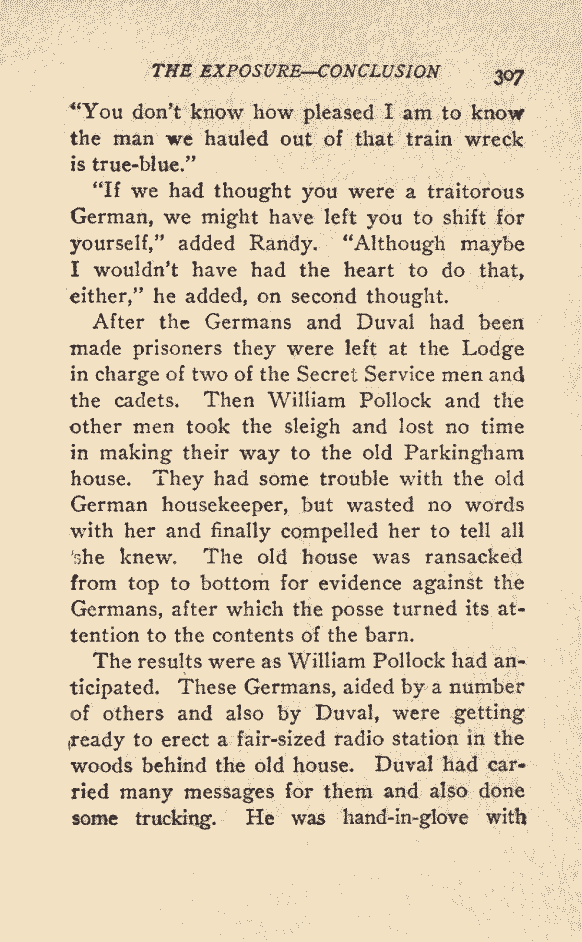 THE EXPOSURE—CONCLUSION 307
“You don’t know how pleased I am to know
the man we hauled out of that train wreck
is true-blue.”
“If we had thought you were a traitorous
German, we might have left you to shift for
yourself,” added Randy. “Although maybe
I wouldn’t have had the heart to do that,
either,” he added, on second thought.
After the Germans and Duval had been
made prisoners they were left at the Lodge
in charge of two of the Secret Service men and
the cadets. Then William Pollock and the
other men took the sleigh and lost no time
in making their way to the old Parkingham
house. They had some trouble with the old
German housekeeper, but wasted no words
with her and finally compelled her to tell all
she knew. The old house was ransacked
from top to bottom for evidence against the
Germans, after which the posse turned its at-
tention to the contents of the barn.
The results were as William Pollock had an-
ticipated. These Germans, aided by a number
of others and also by Duval, were getting
ready to erect a fair-sized radio station in the
woods behind the old house. Duval had car-
ried many messages for them and also done
some trucking. He was hand-in-glove with